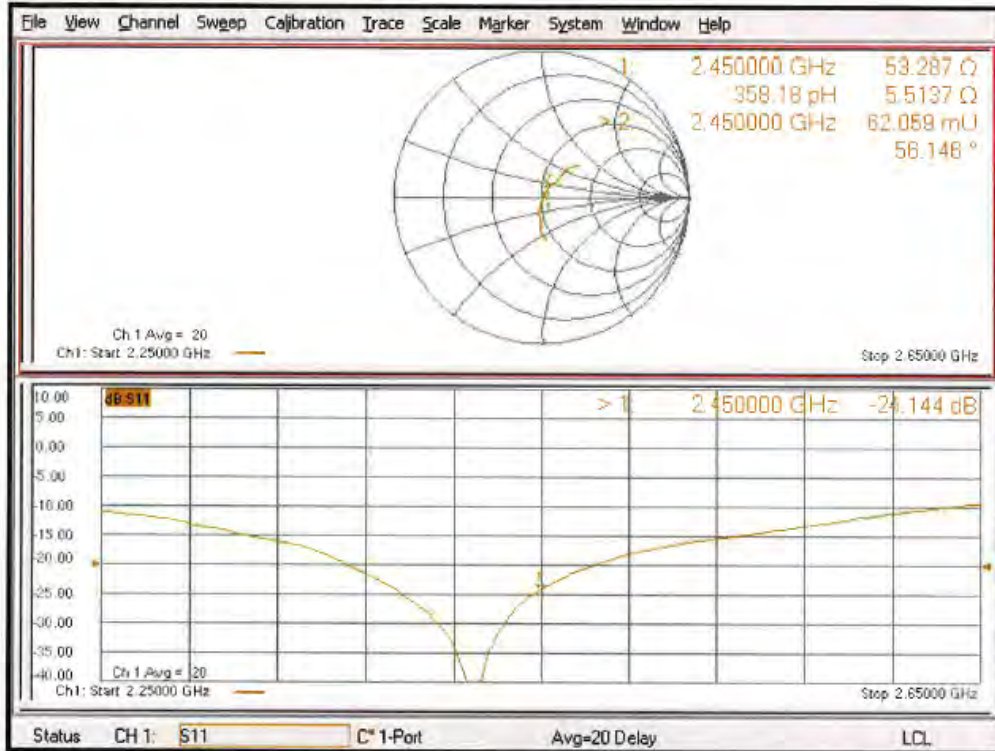 File View Channel Sweep Calibration Trace Scale Marker System Window Help
1: 2.450000 GHz 53.287 Ω
358.18 pH 5.5137 Ω
> 2: 2.450000 GHz 62.059 mU
56.146 °
Ch 1 Avg = 20
Ch1: Start 2.25000 GHz
Stop 2.65000 GHz
10.00 dB S11
> 1: 2.450000 GHz -24.144 dB
5.00
0.00
-5.00
-10.00
-15.00
-20.00
-25.00
-30.00
-35.00
-40.00
Ch 1 Avg = 20
Ch1: Start 2.25000 GHz
Stop 2.65000 GHz
Status CH 1: S11 C* 1-Port Avg=20 Delay LCL